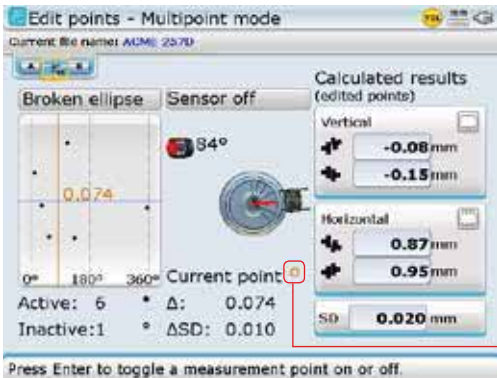 Edit points - Multipoint mode
Current file name: ACME 257D
Broken ellipse
Sensor off
84°
0.074
0° 180° 360°
Active: 6 •
Inactive:1 °
Current point
Δ: 0.074
ΔSD: 0.010
Calculated results
(edited points)
Vertical
-0.08 mm
-0.15 mm
Horizontal
0.87 mm
0.95 mm
SD 0.020 mm
Press Enter to toggle a measurement point on or off.